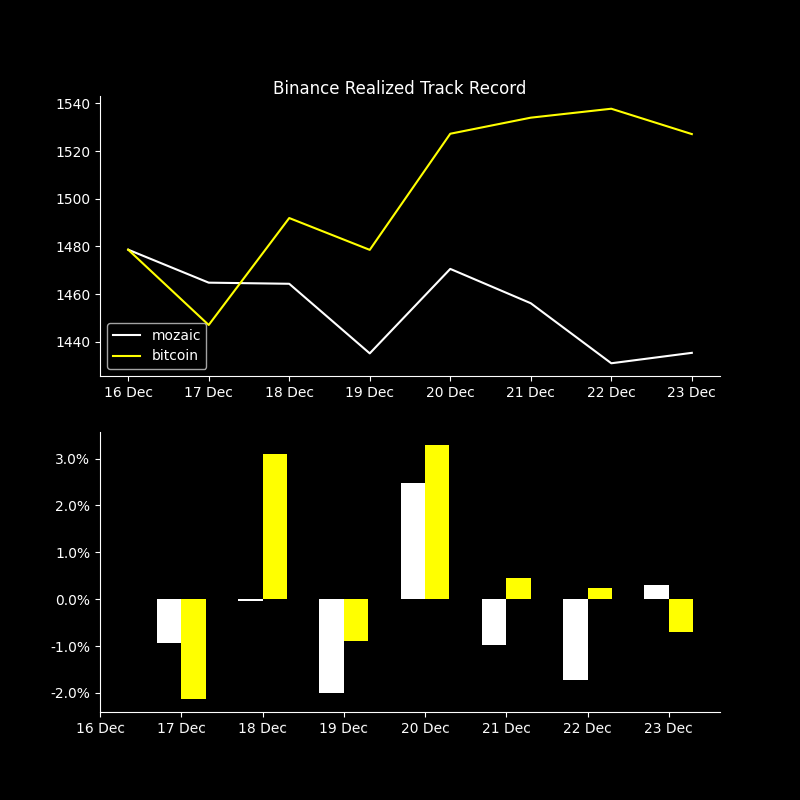 Binance Realized Track Record
1540
1520
1500
1480
1460
1440
mozaic
bitcoin
16 Dec 17 Dec 18 Dec 19 Dec 20 Dec 21 Dec 22 Dec 23 Dec
3.0%
2.0%
1.0%
0.0%
-1.0%
-2.0%
16 Dec 17 Dec 18 Dec 19 Dec 20 Dec 21 Dec 22 Dec 23 Dec